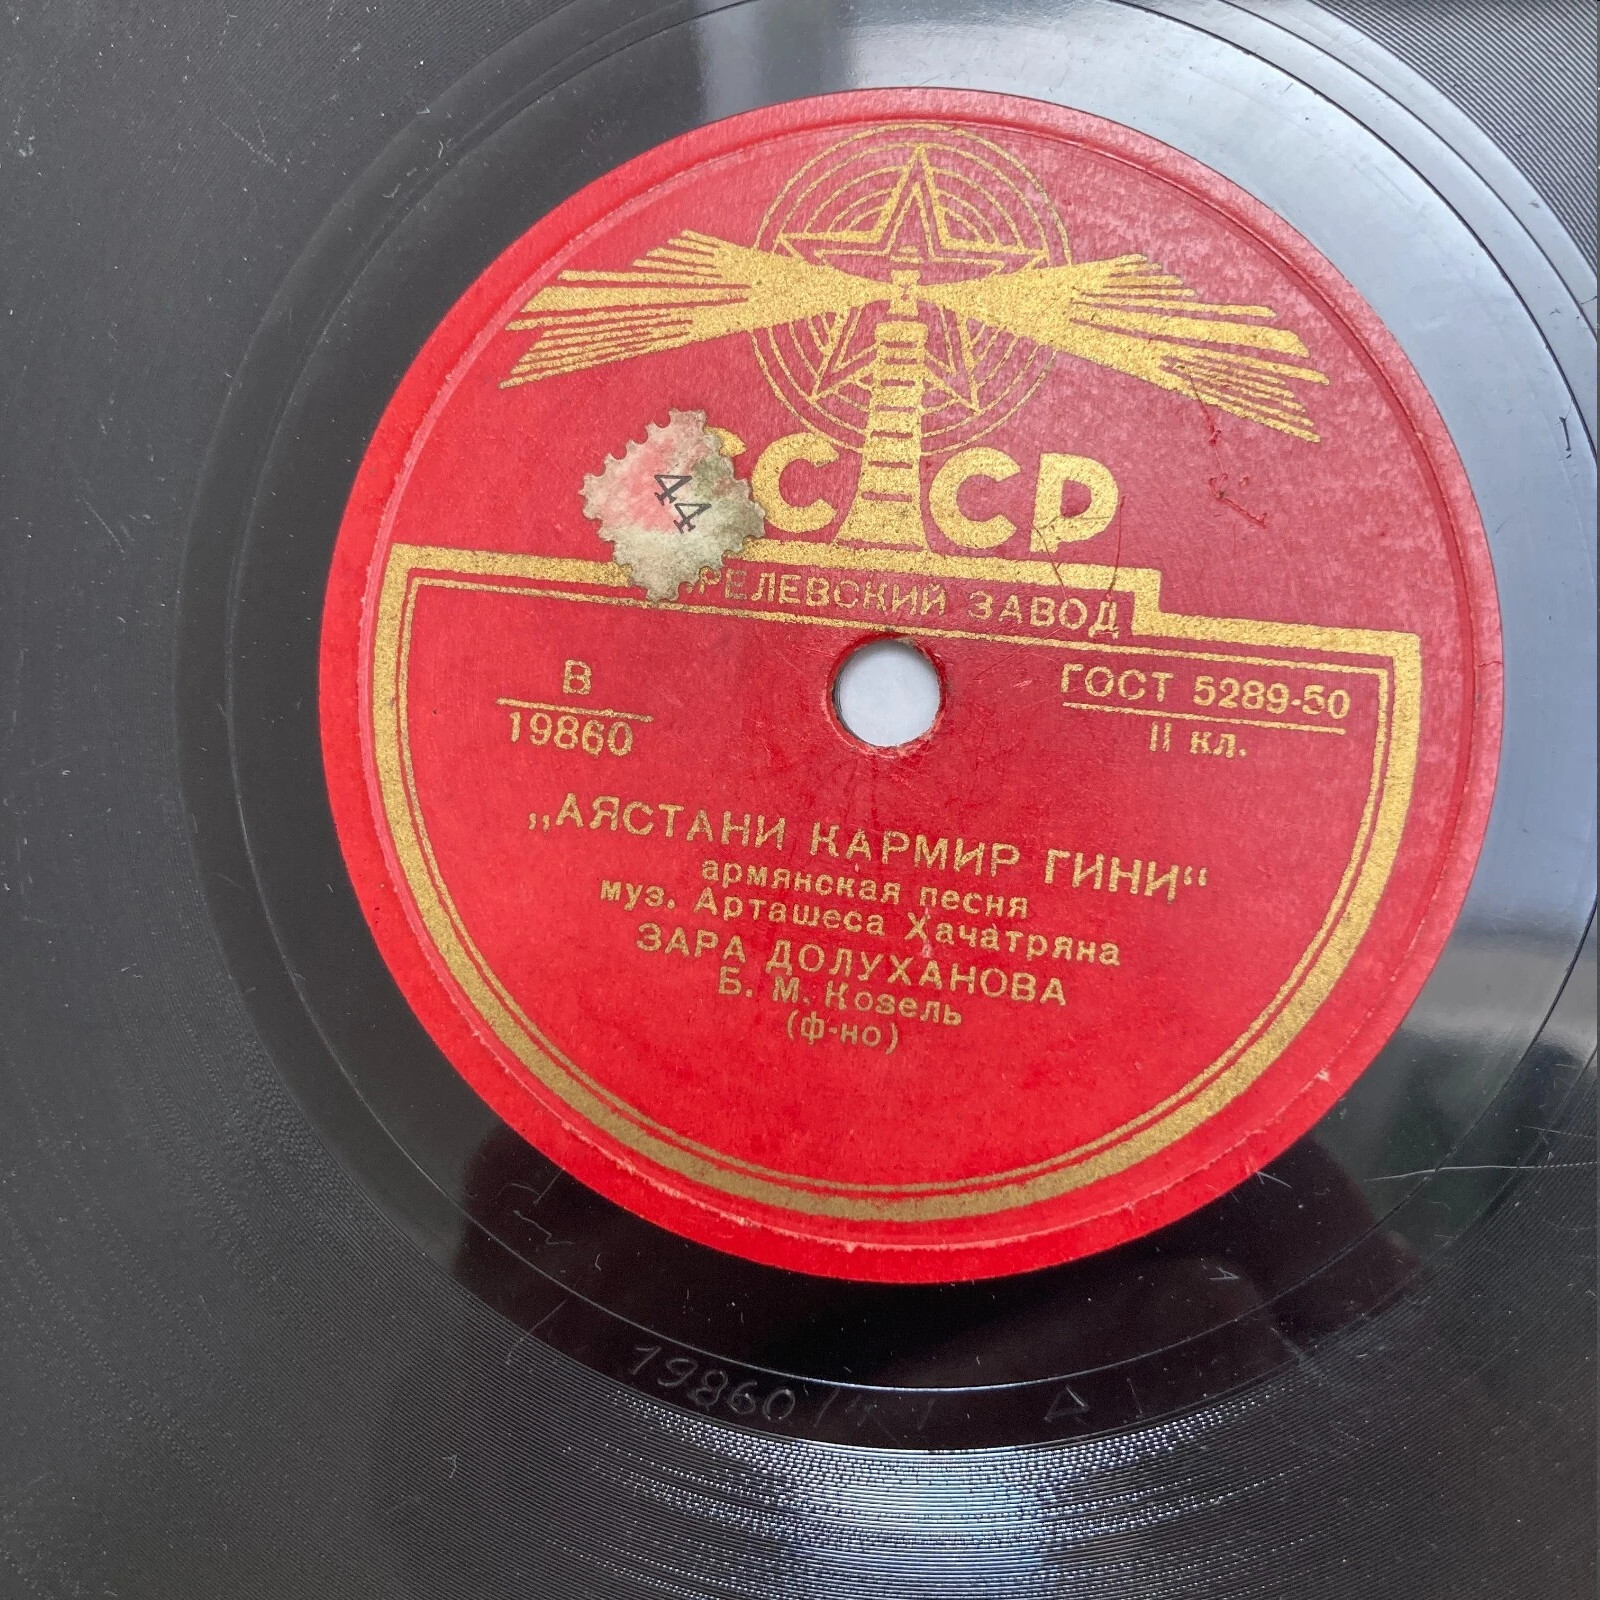 СССР
44
АПРЕЛЕВСКИЙ ЗАВОД
В
19860
ГОСТ 5289-50
II кл.
„АЯСТАНИ КАРМИР ГИНИ“
армянская песня
муз. Арташеса Хачатряна
ЗАРА ДОЛУХАНОВА
Б. М. Козель
(ф-но)
19860